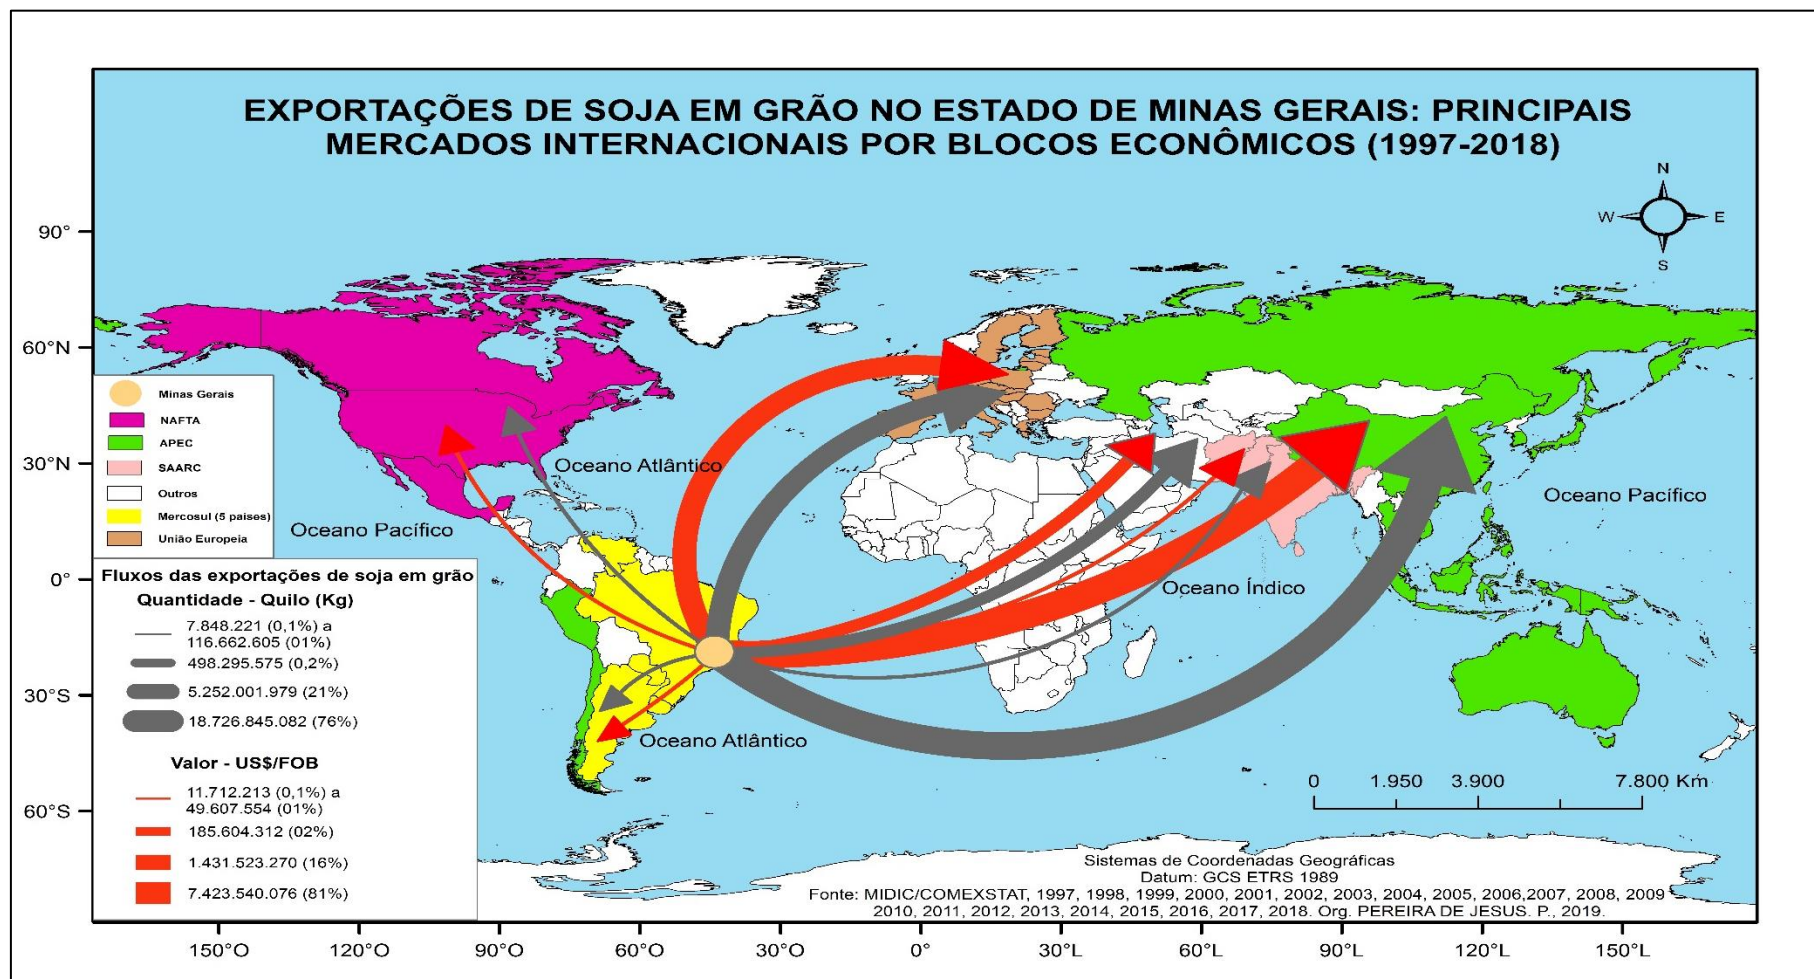 EXPORTAÇÕES DE SOJA EM GRÃO NO ESTADO DE MINAS GERAIS: PRINCIPAIS
MERCADOS INTERNACIONAIS POR BLOCOS ECONÔMICOS (1997-2018)
N
W
E
S
90°
60°N
30°N
0°
30°S
60°S
Minas Gerais
NAFTA
APEC
SAARC
Outros
Mercosul (5 países)
União Europeia
Oceano Atlântico
Oceano Pacífico
Oceano Pacífico
Oceano Índico
Oceano Atlântico
Fluxos das exportações de soja em grão
Quantidade - Quilo (Kg)
7.848.221 (0,1%) a
116.662.605 (01%)
498.295.575 (0,2%)
5.252.001.979 (21%)
18.726.845.082 (76%)
Valor - US$/FOB
11.712.213 (0,1%) a
49.607.554 (01%)
185.604.312 (02%)
1.431.523.270 (16%)
7.423.540.076 (81%)
0 1.950 3.900 7.800 Km
Sistemas de Coordenadas Geográficas
Datum: GCS ETRS 1989
Fonte: MIDIC/COMEXSTAT, 1997, 1998, 1999, 2000, 2001, 2002, 2003, 2004, 2005, 2006,2007, 2008, 2009
2010, 2011, 2012, 2013, 2014, 2015, 2016, 2017, 2018. Org. PEREIRA DE JESUS. P., 2019.
150°O 120°O 90°O 60°O 30°O 0° 30°L 60°L 90°L 120°L 150°L